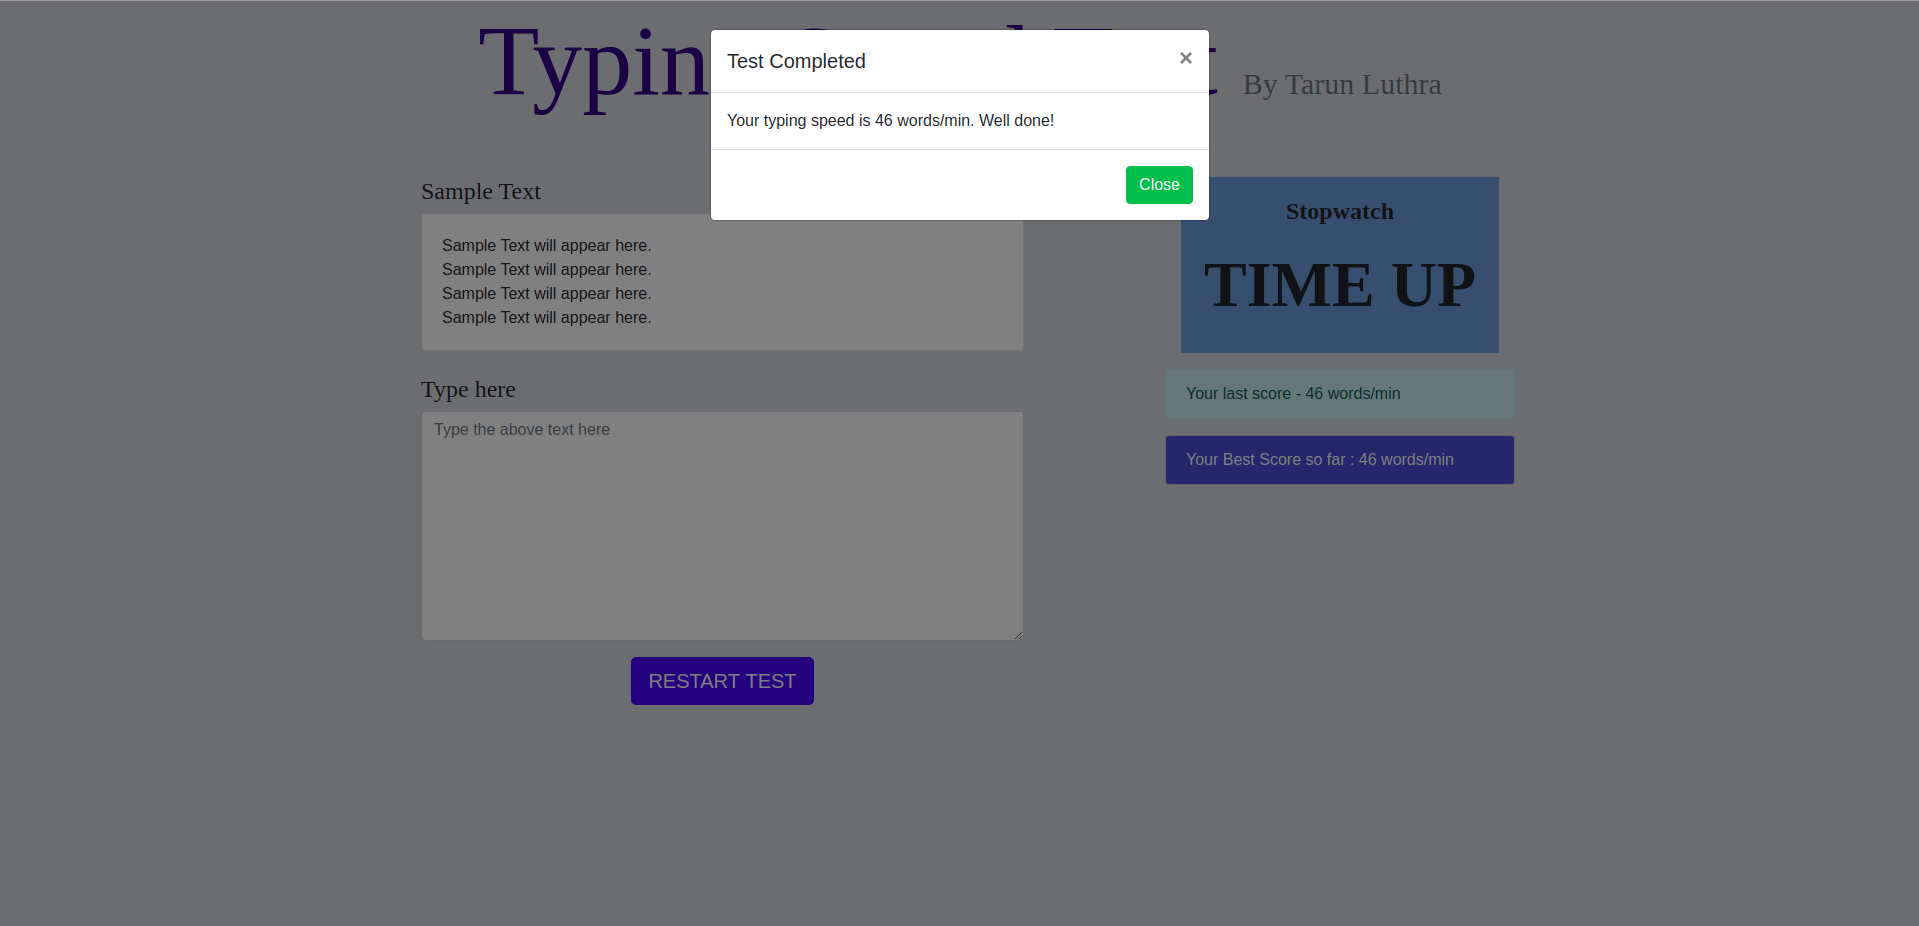 Typin
By Tarun Luthra
Test Completed
×
Your typing speed is 46 words/min. Well done!
Close
Sample Text
Sample Text will appear here.
Sample Text will appear here.
Sample Text will appear here.
Sample Text will appear here.
Type here
Type the above text here
RESTART TEST
Stopwatch
TIME UP
Your last score - 46 words/min
Your Best Score so far : 46 words/min